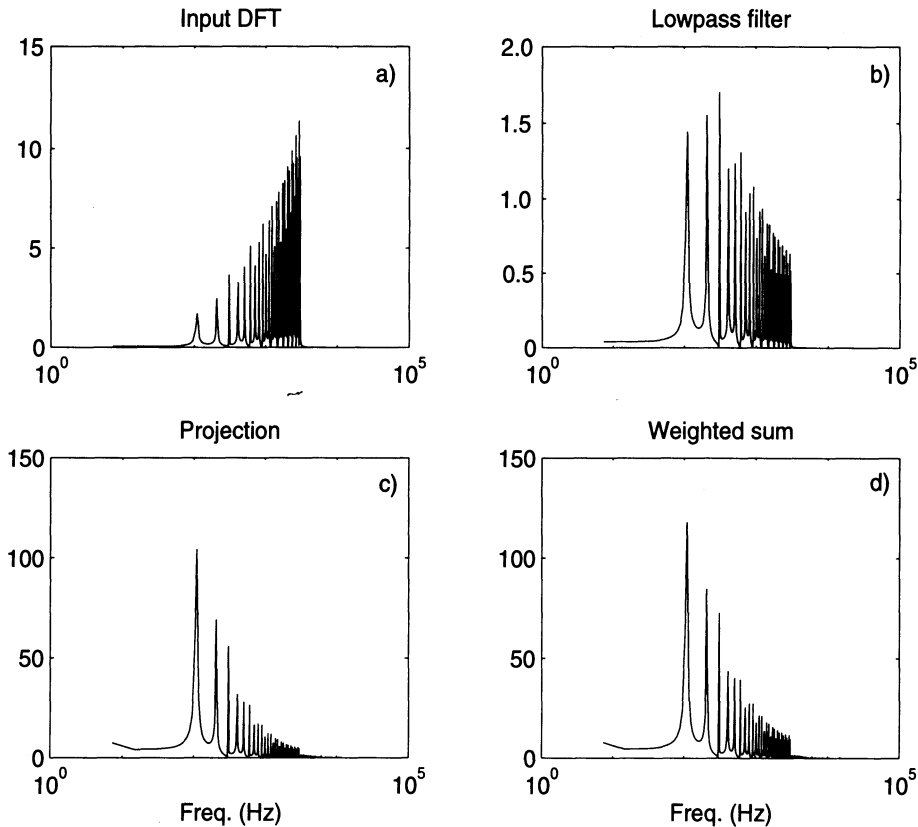 Input DFT
15
10
5
0
a)
10^0
10^5
Lowpass filter
2.0
1.5
1.0
0.5
0
b)
10^0
10^5
Projection
150
100
50
0
c)
10^0
10^5
Freq. (Hz)
Weighted sum
150
100
50
0
d)
10^0
10^5
Freq. (Hz)